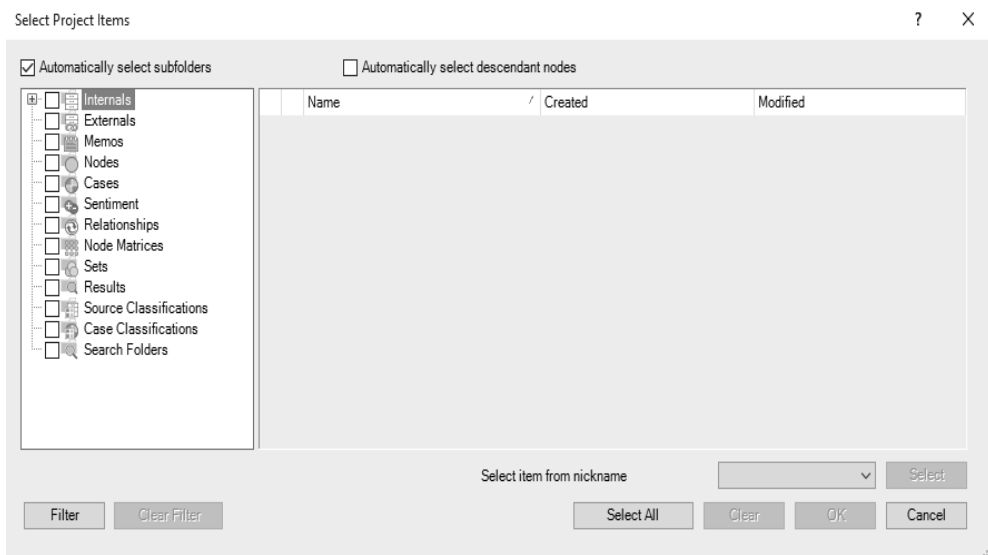 Select Project Items ? X
Automatically select subfolders Automatically select descendant nodes
Name Created Modified
Internals
Externals
Memos
Nodes
Cases
Sentiment
Relationships
Node Matrices
Sets
Results
Source Classifications
Case Classifications
Search Folders
Select item from nickname Select
Filter Clear Filter Select All Clear OK Cancel